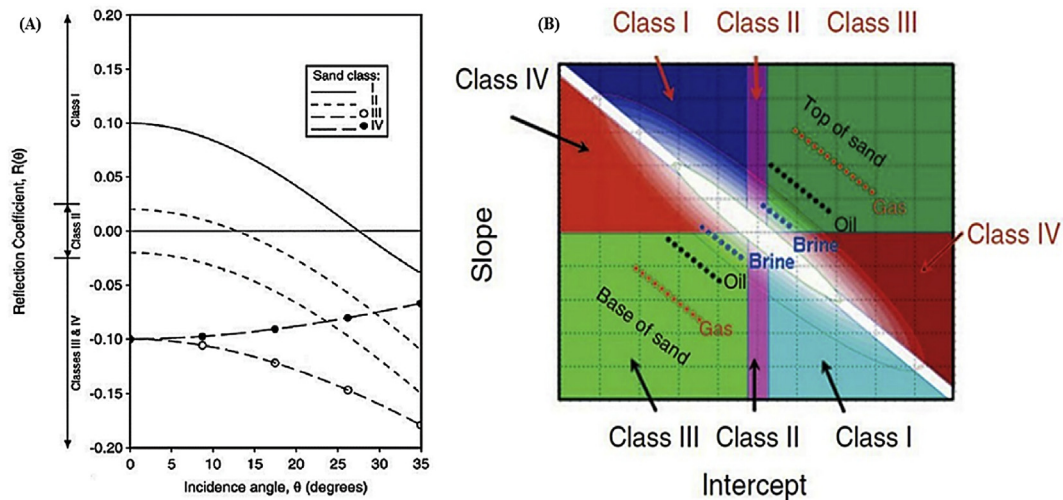 (A)
Class I
Class II
Classes III & IV
Reflection Coefficient, R(θ)
0.20
0.15
0.10
0.05
0.00
-0.05
-0.10
-0.15
-0.20
Sand class:
I
II
III
IV
0
5
10
15
20
25
30
35
Incidence angle, θ (degrees)
(B)
Class I
Class II
Class III
Class IV
Top of sand
Gas
Oil
Brine
Class IV
Brine
Oil
Gas
Base of sand
Slope
Class III
Class II
Class I
Intercept